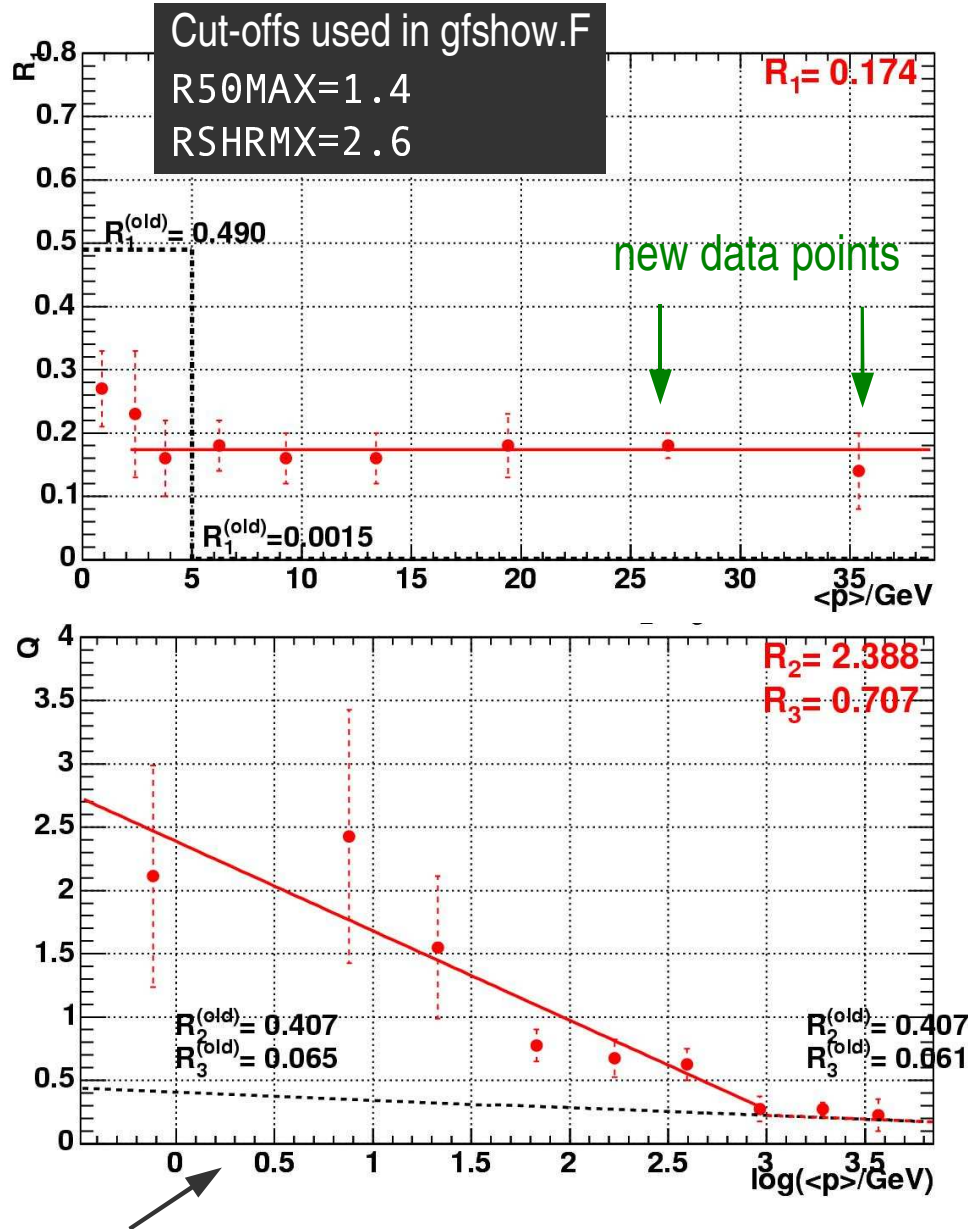 Cut-offs used in gfshow.F
R50MAX=1.4
RSHRMX=2.6
R1
R1= 0.174
0.8
0.7
0.6
0.5
0.4
0.3
0.2
0.1
0
R1(old)= 0.490
new data points
R1(old)=0.0015
0 5 10 15 20 25 30 35
<p>/GeV
Q
R2= 2.388
R3= 0.707
4
3.5
3
2.5
2
1.5
1
0.5
0
R2(old)= 0.407
R3(old)= 0.065
R2(old)= 0.407
R3(old)= 0.061
0 0.5 1 1.5 2 2.5 3 3.5
log(<p>/GeV)